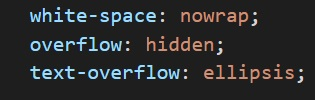 white-space: nowrap;
overflow: hidden;
text-overflow: ellipsis;